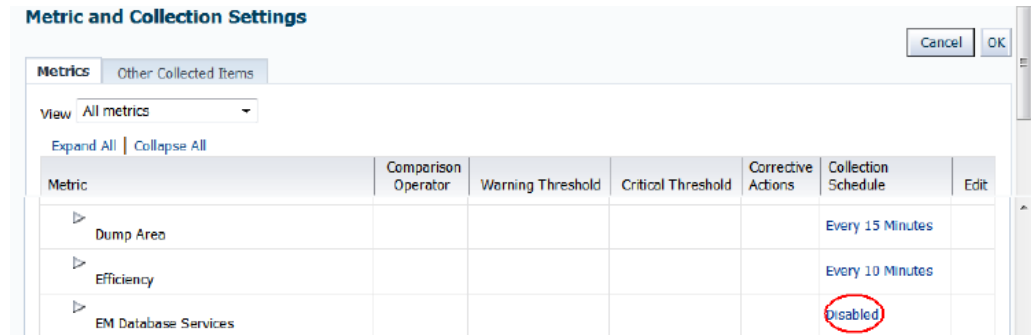 Metric and Collection Settings
Cancel OK
Metrics Other Collected Items
View All metrics
Expand All | Collapse All
Metric Comparison Operator Warning Threshold Critical Threshold Corrective Actions Collection Schedule Edit
Dump Area Every 15 Minutes
Efficiency Every 10 Minutes
EM Database Services Disabled